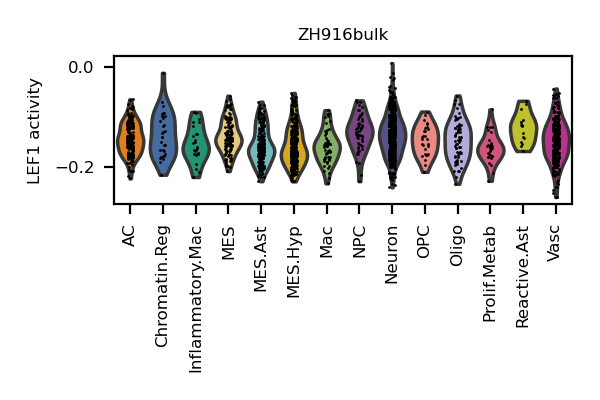 ZH916bulk
LEF1 activity
0.0
−0.2
AC
Chromatin.Reg
Inflammatory.Mac
MES
MES.Ast
MES.Hyp
Mac
NPC
Neuron
OPC
Oligo
Prolif.Metab
Reactive.Ast
Vasc